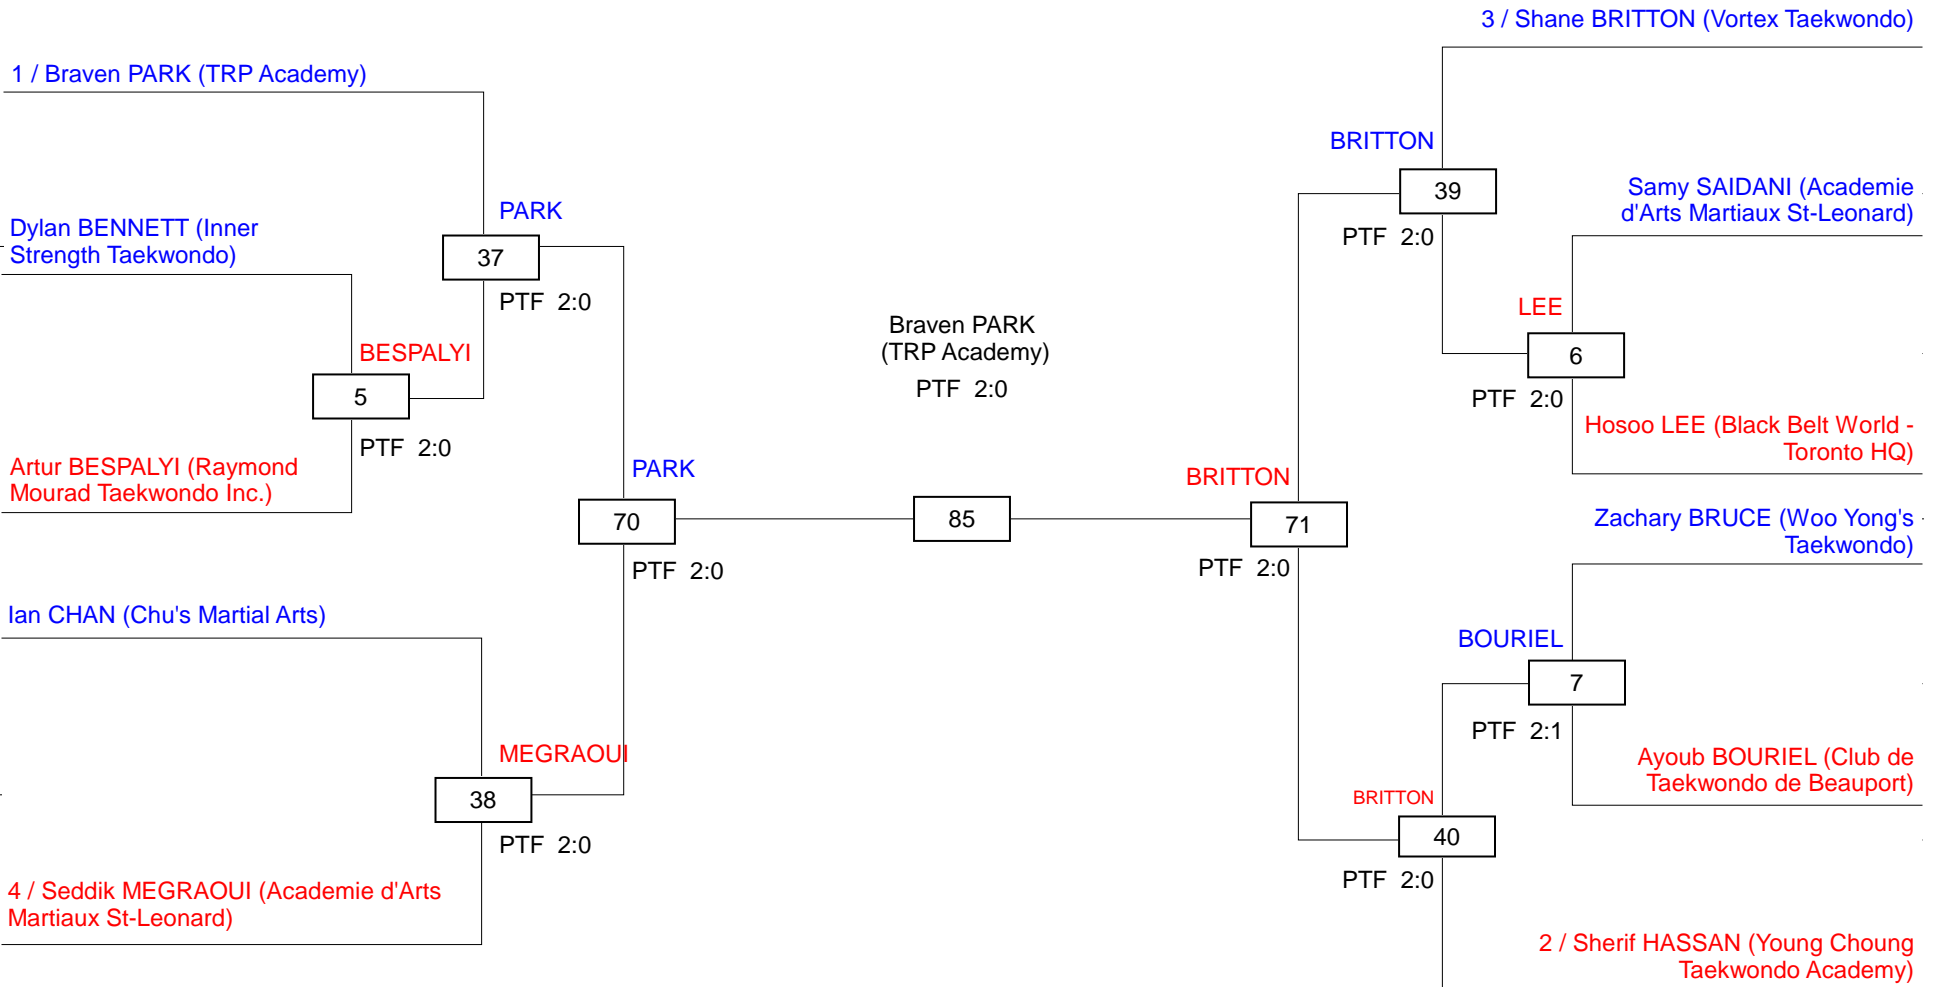 3 / Shane BRITTON (Vortex Taekwondo)
1 / Braven PARK (TRP Academy)
BRITTON
39
PTF 2:0
Samy SAIDANI (Academie
d'Arts Martiaux St-Leonard)
PARK
Dylan BENNETT (Inner
Strength Taekwondo)
37
PTF 2:0
LEE
6
PTF 2:0
Braven PARK
(TRP Academy)
PTF 2:0
BESPALYI
5
PTF 2:0
Hosoo LEE (Black Belt World -
Toronto HQ)
Artur BESPALYI (Raymond
Mourad Taekwondo Inc.)
PARK
70
PTF 2:0
85
BRITTON
71
PTF 2:0
Zachary BRUCE (Woo Yong's
Taekwondo)
Ian CHAN (Chu's Martial Arts)
BOURIEL
7
PTF 2:1
MEGRAOUI
38
PTF 2:0
Ayoub BOURIEL (Club de
Taekwondo de Beauport)
BRITTON
40
PTF 2:0
4 / Seddik MEGRAOUI (Academie d'Arts
Martiaux St-Leonard)
2 / Sherif HASSAN (Young Choung
Taekwondo Academy)